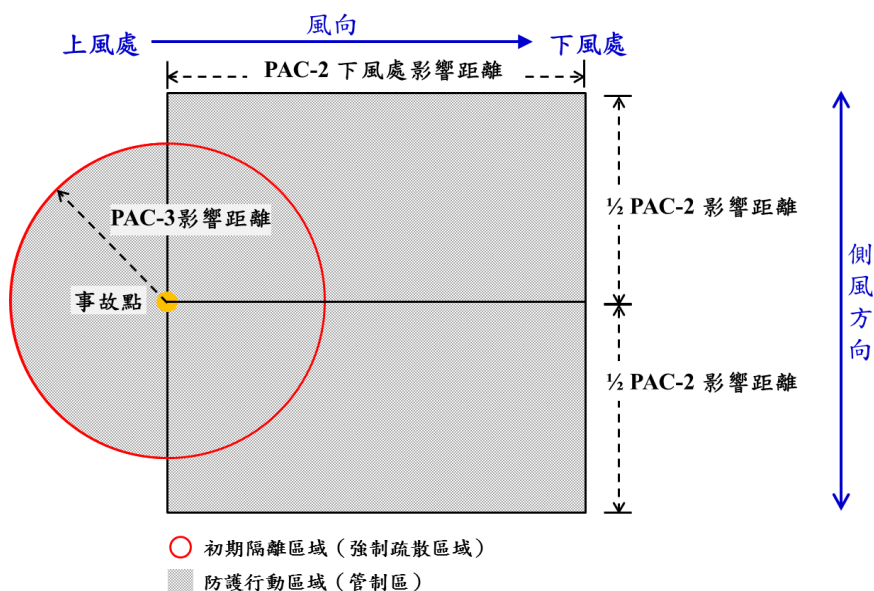 風向
上風處
下風處
PAC-2 下風處影響距離
PAC-3影響距離
½ PAC-2 影響距離
側風方向
事故點
½ PAC-2 影響距離
初期隔離區域（強制疏散區域）
防護行動區域（管制區）